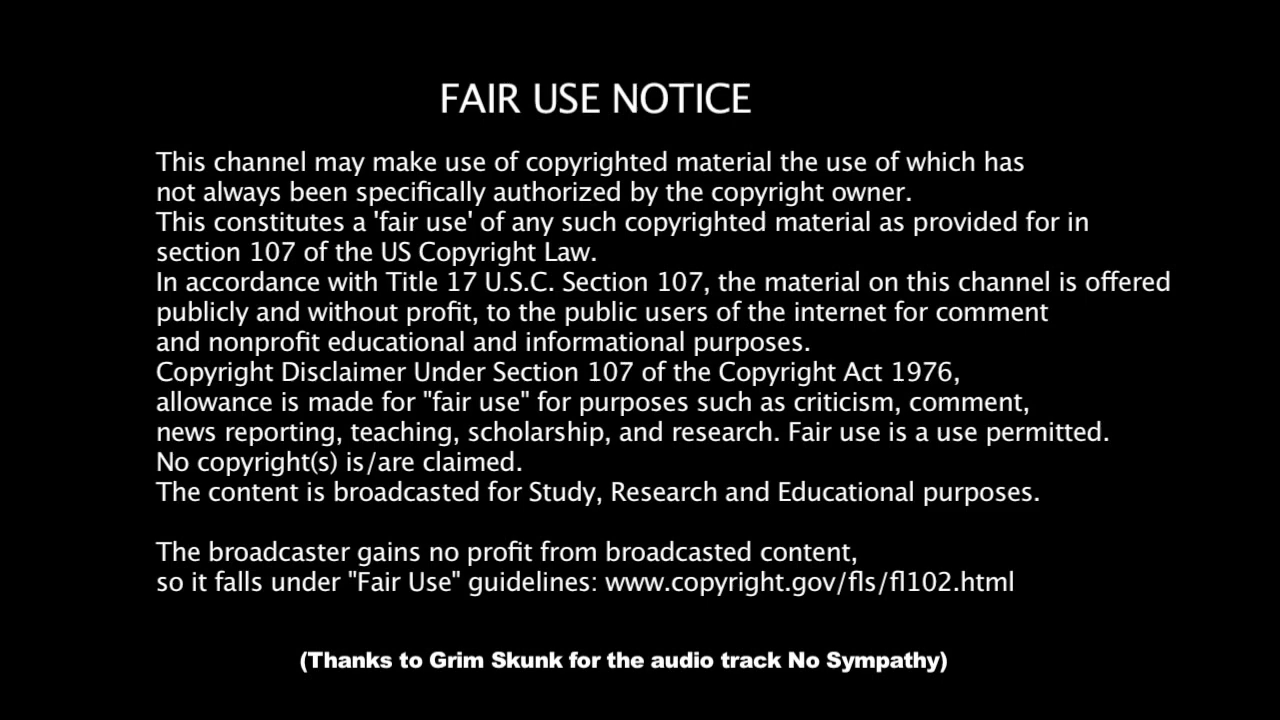 FAIR USE NOTICE
This channel may make use of copyrighted material the use of which has
not always been specifically authorized by the copyright owner.
This constitutes a 'fair use' of any such copyrighted material as provided for in
section 107 of the US Copyright Law.
In accordance with Title 17 U.S.C. Section 107, the material on this channel is offered
publicly and without profit, to the public users of the internet for comment
and nonprofit educational and informational purposes.
Copyright Disclaimer Under Section 107 of the Copyright Act 1976,
allowance is made for "fair use" for purposes such as criticism, comment,
news reporting, teaching, scholarship, and research. Fair use is a use permitted.
No copyright(s) is/are claimed.
The content is broadcasted for Study, Research and Educational purposes.
The broadcaster gains no profit from broadcasted content,
so it falls under "Fair Use" guidelines: www.copyright.gov/fls/fl102.html
(Thanks to Grim Skunk for the audio track No Sympathy)